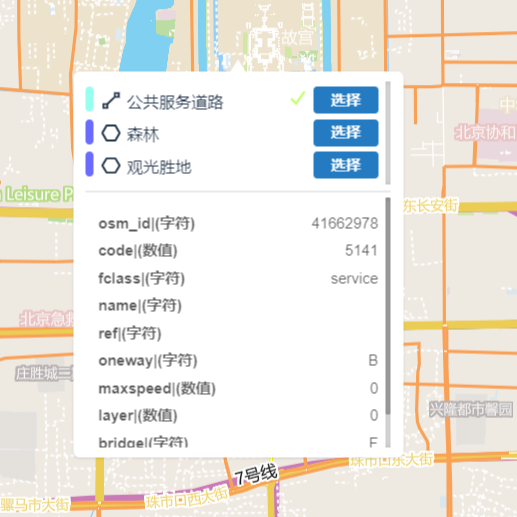 故宫
公共服务道路 选择
森林 选择
观光胜地 选择
osm_id|(字符) 41662978
code|(数值) 5141
fclass|(字符) service
name|(字符)
ref|(字符)
oneway|(字符) B
maxspeed|(数值) 0
layer|(数值) 0
bridge|(字符) F
中
北京协和
Leisure P
东长安街
北京急救
庄胜城二
兴隆都市馨园
7号线
珠市口东大街
珠市口西大街
骡马市大街